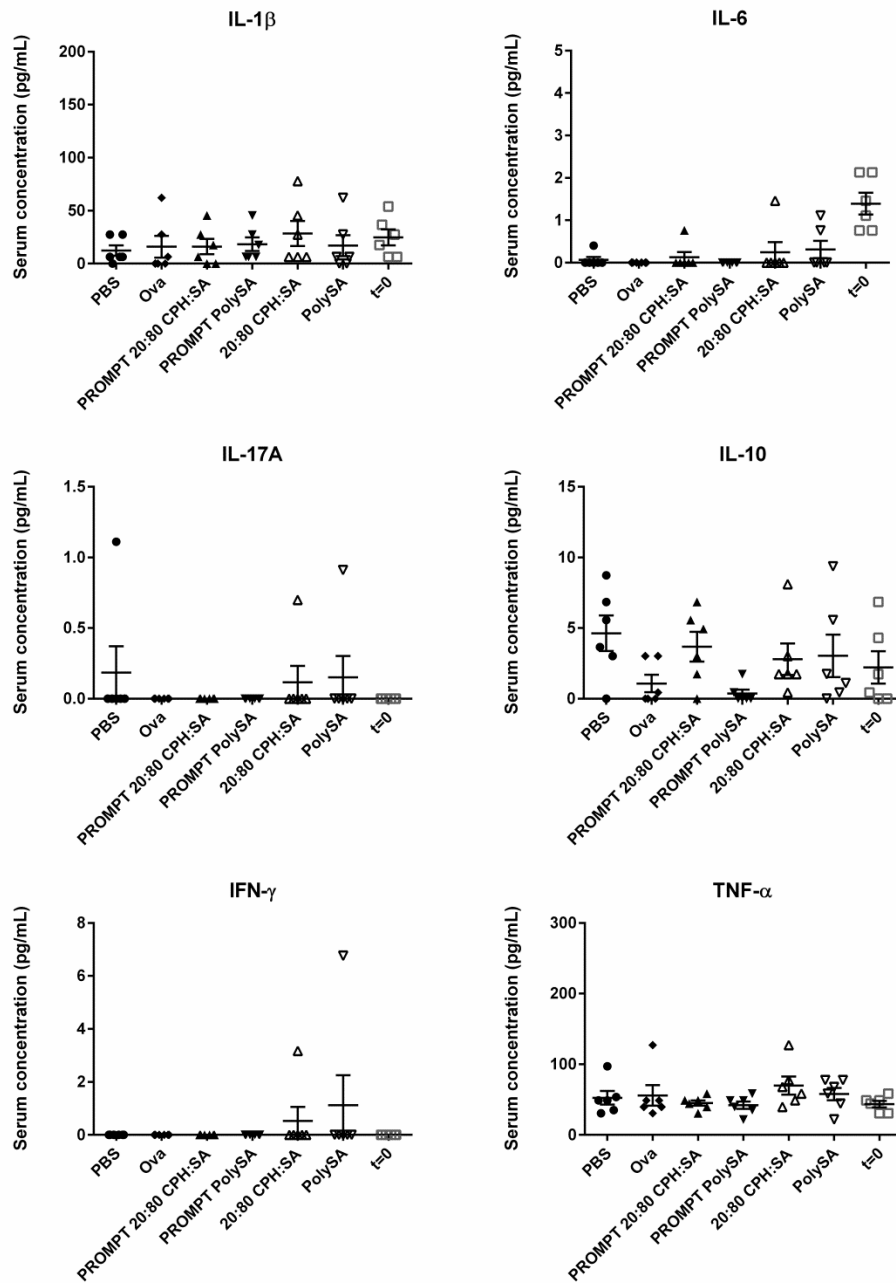 IL-1β
Serum concentration (pg/mL)
200
150
100
50
0
PBS
Ova
PROMPT 20:80 CPH:SA
PROMPT PolySA
20:80 CPH:SA
PolySA
t=0
IL-6
Serum concentration (pg/mL)
5
4
3
2
1
0
PBS
Ova
PROMPT 20:80 CPH:SA
PROMPT PolySA
20:80 CPH:SA
PolySA
t=0
IL-17A
Serum concentration (pg/mL)
1.5
1.0
0.5
0.0
PBS
Ova
PROMPT 20:80 CPH:SA
PROMPT PolySA
20:80 CPH:SA
PolySA
t=0
IL-10
Serum concentration (pg/mL)
15
10
5
0
PBS
Ova
PROMPT 20:80 CPH:SA
PROMPT PolySA
20:80 CPH:SA
PolySA
t=0
IFN-γ
Serum concentration (pg/mL)
8
6
4
2
0
PBS
Ova
PROMPT 20:80 CPH:SA
PROMPT PolySA
20:80 CPH:SA
PolySA
t=0
TNF-α
Serum concentration (pg/mL)
300
200
100
0
PBS
Ova
PROMPT 20:80 CPH:SA
PROMPT PolySA
20:80 CPH:SA
PolySA
t=0